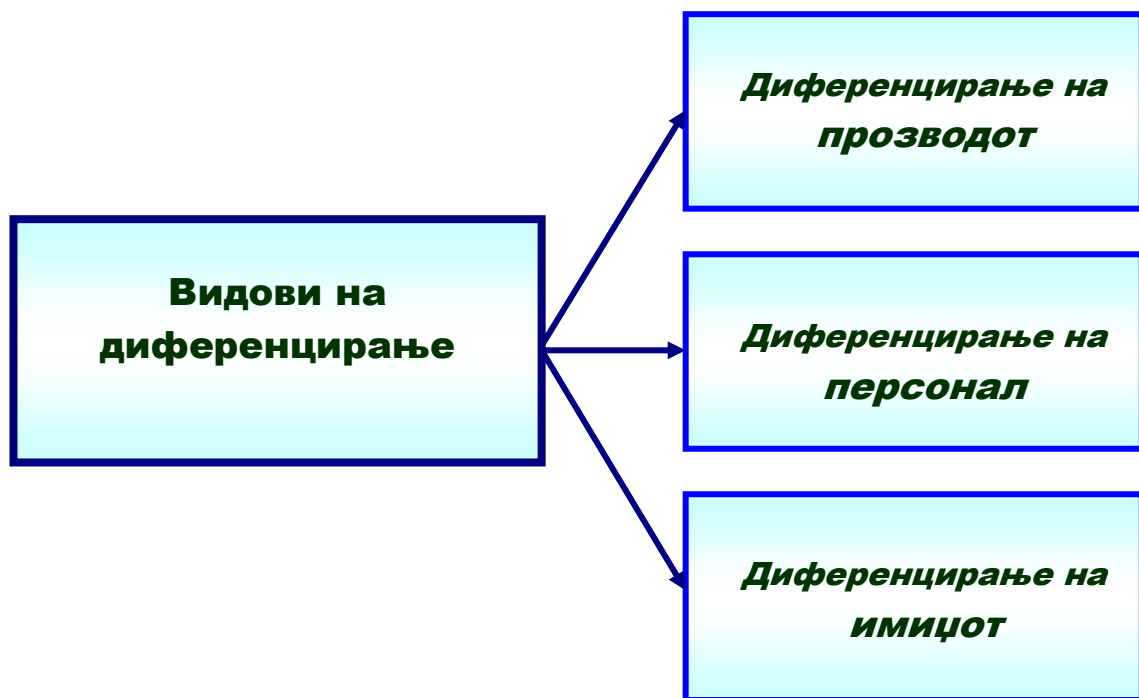 Видови на
диференцирање
Диференцирање на
прозводот
Диференцирање на
персонал
Диференцирање на
имиџот